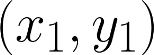 (x₁, y₁)